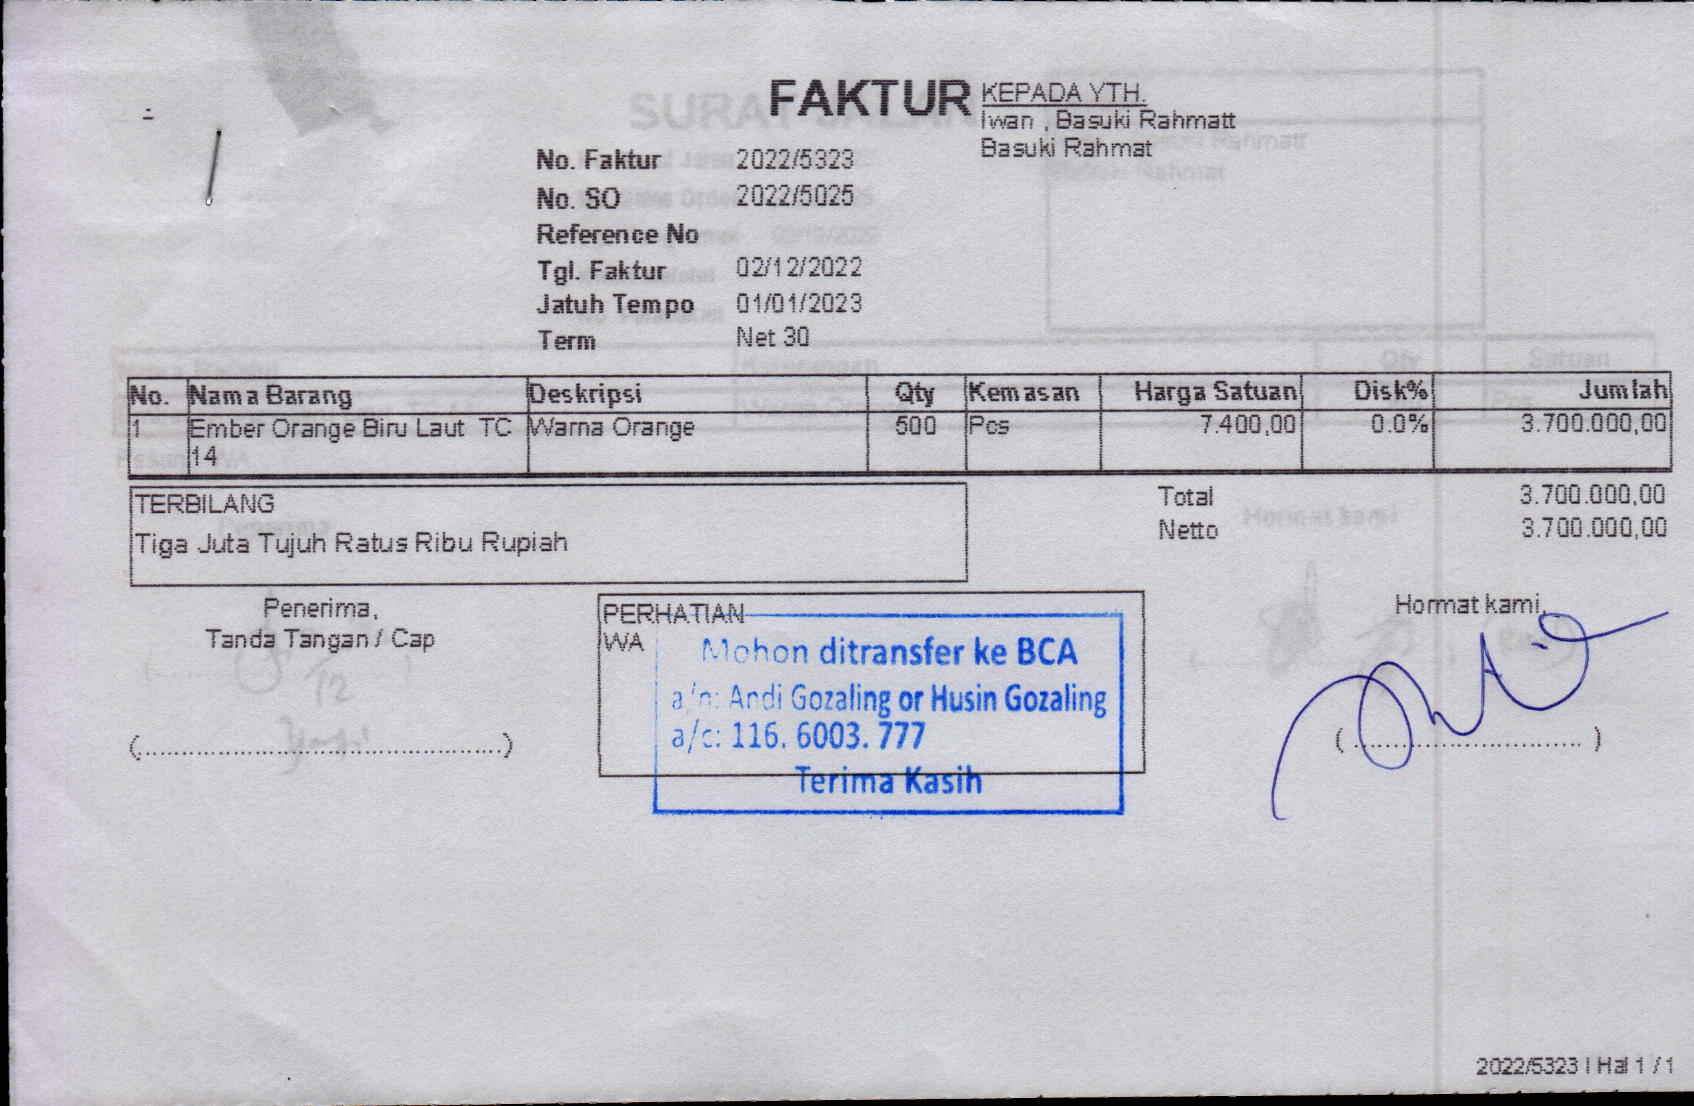 FAKTUR
KEPADA YTH.
Iwan , Basuki Rahmatt
Basuki Rahmat
No. Faktur 2022/5323
No. SO 2022/5025
Reference No
Tgl. Faktur 02/12/2022
Jatuh Tempo 01/01/2023
Term Net 30
No. Nama Barang Deskripsi Qty Kemasan Harga Satuan Disk% Jumlah
1 Ember Orange Biru Laut TC Warna Orange 500 Pcs 7.400,00 0.0% 3.700.000,00
14
TERBILANG
Tiga Juta Tujuh Ratus Ribu Rupiah
Total 3.700.000,00
Netto 3.700.000,00
Penerima,
Tanda Tangan / Cap
(..................................................)
PERHATIAN
WA
Mohon ditransfer ke BCA
a/n: Andi Gozaling or Husin Gozaling
a/c: 116. 6003. 777
Terima Kasih
Hormat kami,
( .............................. )
2022/5323 | Hal 1 / 1